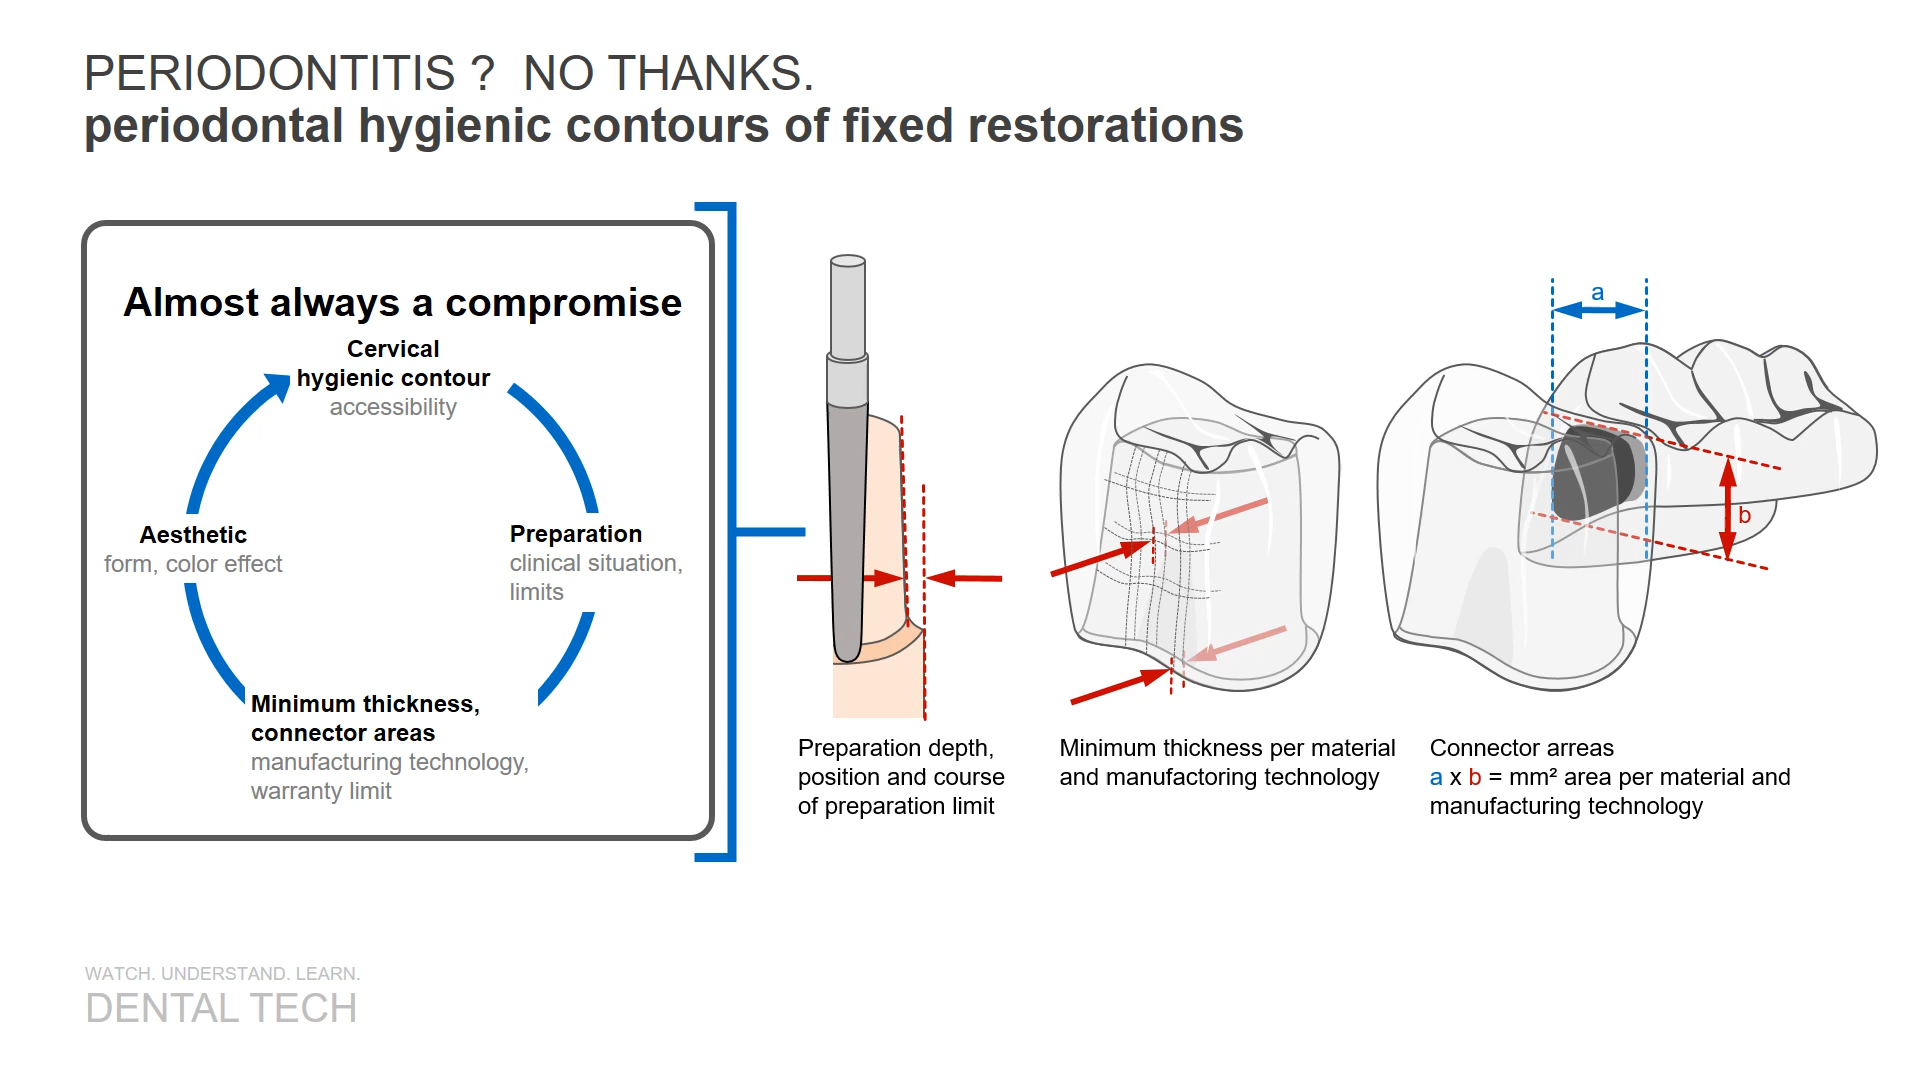 PERIODONTITIS ? NO THANKS.
periodontal hygienic contours of fixed restorations
Almost always a compromise
Cervical
hygienic contour
accessibility
Aesthetic
form, color effect
Preparation
clinical situation,
limits
Minimum thickness,
connector areas
manufacturing technology,
warranty limit
Preparation depth,
position and course
of preparation limit
Minimum thickness per material
and manufactoring technology
a
b
Connector arreas
a x b = mm² area per material and
manufacturing technology
WATCH. UNDERSTAND. LEARN.
DENTAL TECH